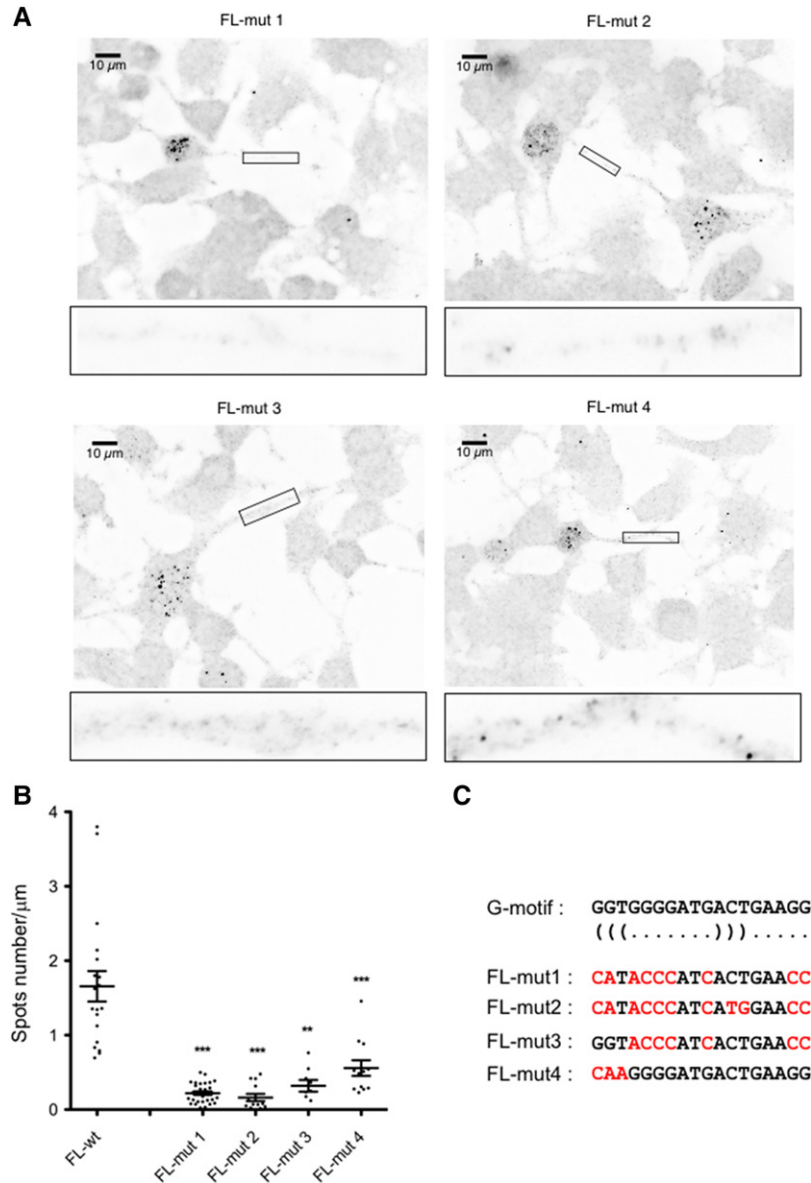 A
FL-mut 1
FL-mut 2
10 µm
10 µm
FL-mut 3
FL-mut 4
10 µm
10 µm
B
C
4
3
2
1
0
Spots number/µm
***
***
**
***
FL-wt
FL-mut 1
FL-mut 2
FL-mut 3
FL-mut 4
G-motif : GGTGGGGATGACTGAAGG
(((.......))).....
FL-mut1 : CATACCCATCACTGAACC
FL-mut2 : CATACCCATCATGGAACC
FL-mut3 : GGTACCCATCACTGAACC
FL-mut4 : CAAGGGGATGACTGAAGG